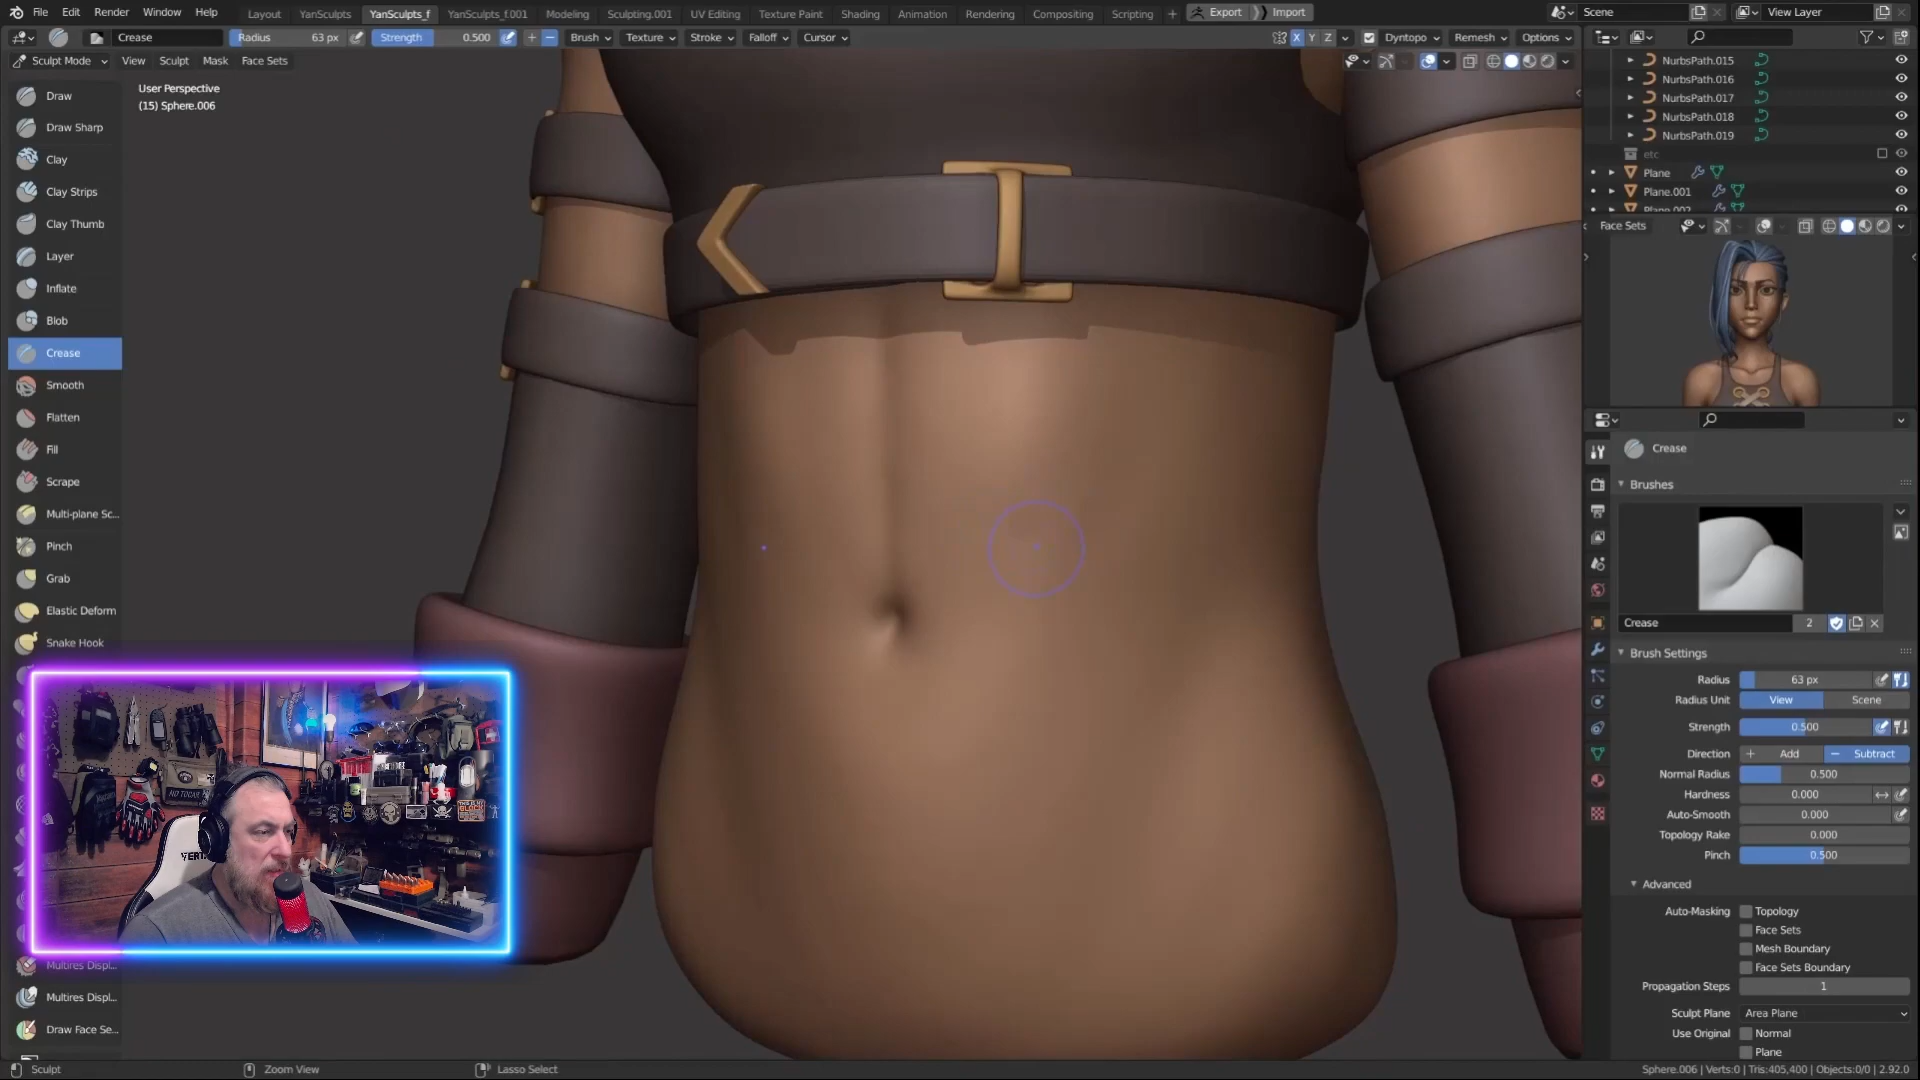 File Edit Render Window Help Layout YanSculpts YanSculpts_f YanSculpts_f.001 Modeling Sculpting.001 UV Editing Texture Paint Shading Animation Rendering Compositing Scripting + Export Import Scene View Layer
Crease Radius 63 px Strength 0.500 + − Brush Texture Stroke Falloff Cursor X Y Z Dyntopo Remesh Options
Sculpt Mode View Sculpt Mask Face Sets
User Perspective
(15) Sphere.006
Draw
Draw Sharp
Clay
Clay Strips
Clay Thumb
Layer
Inflate
Blob
Crease
Smooth
Flatten
Fill
Scrape
Multi-plane Sc...
Pinch
Grab
Elastic Deform
Snake Hook
Multires Displ...
Multires Displ...
Draw Face Se...
NurbsPath.015
NurbsPath.016
NurbsPath.017
NurbsPath.018
NurbsPath.019
etc
Plane
Plane.001
Plane.002
Face Sets
Crease
Brushes
Crease 2
Brush Settings
Radius 63 px
Radius Unit View Scene
Strength 0.500
Direction + Add − Subtract
Normal Radius 0.500
Hardness 0.000
Auto-Smooth 0.000
Topology Rake 0.000
Pinch 0.500
Advanced
Auto-Masking Topology
Face Sets
Mesh Boundary
Face Sets Boundary
Propagation Steps 1
Sculpt Plane Area Plane
Use Original Normal
Plane
Sculpt Zoom View Lasso Select Sphere.006 | Verts:0 | Tris:405,400 | Objects:0/0 | 2.92.0